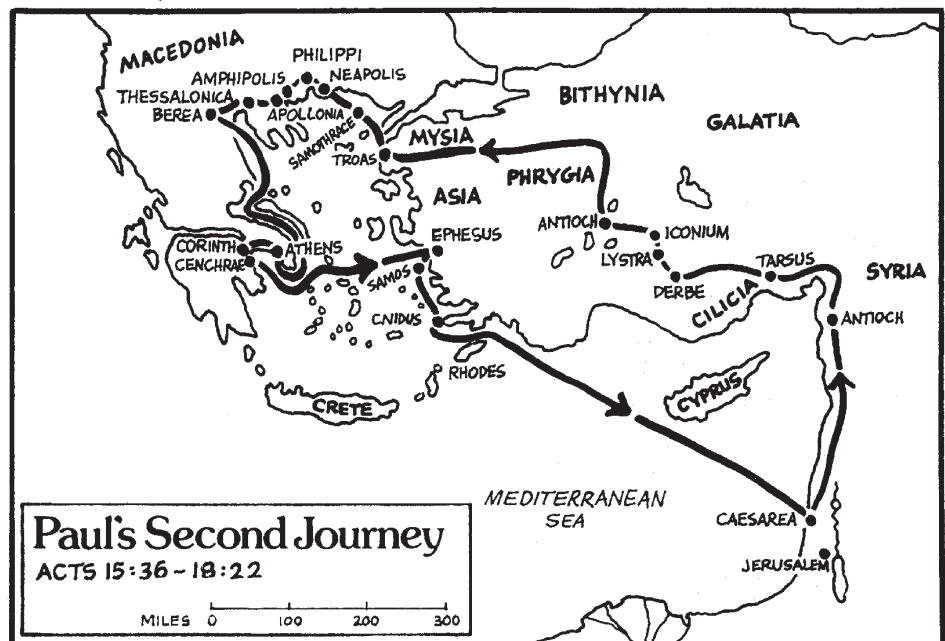 MACEDONIA
PHILIPPI
AMPHIPOLIS
NEAPOLIS
THESSALONICA
APOLLONIA
BEREA
SAMOTHRACE
TROAS
MYSIA
BITHYNIA
GALATIA
PHRYGIA
ASIA
ANTIOCH
ICONIUM
LYSTRA
DERBE
TARSUS
CILICIA
SYRIA
ANTIOCH
CORINTH
ATHENS
CENCHRAE
EPHESUS
SAMOS
CNIDUS
RHODES
CRETE
CYPRUS
MEDITERRANEAN
SEA
CAESAREA
JERUSALEM
Paul's Second Journey
ACTS 15:36-18:22
MILES 0 100 200 300